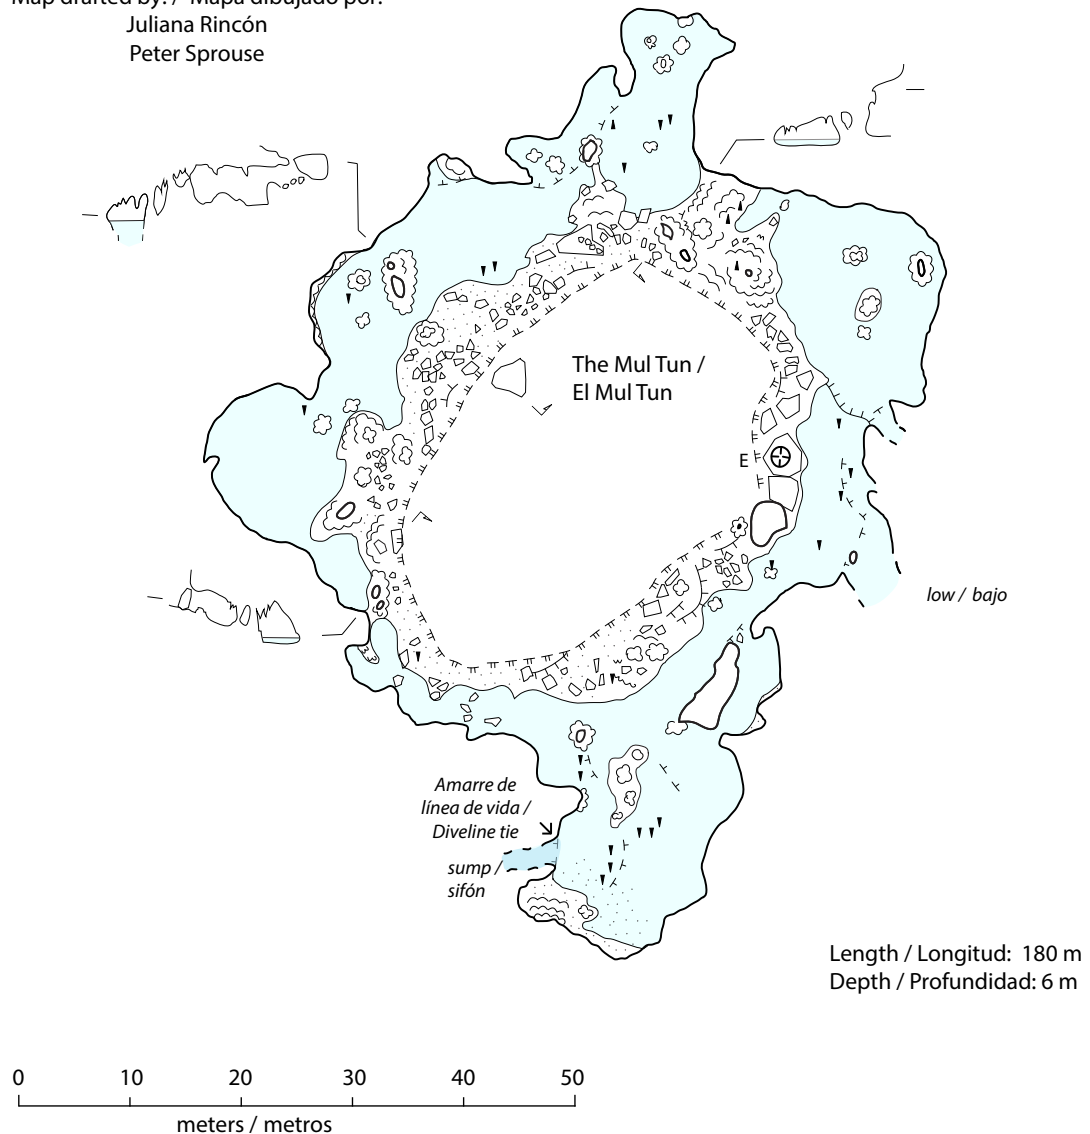 Map drafted by: / Mapa dibujado por:
Juliana Rincón
Peter Sprouse
The Mul Tun /
El Mul Tun
E
low / bajo
Amarre de
línea de vida /
Diveline tie
sump /
sifón
Length / Longitud: 180 m
Depth / Profundidad: 6 m
0 10 20 30 40 50
meters / metros